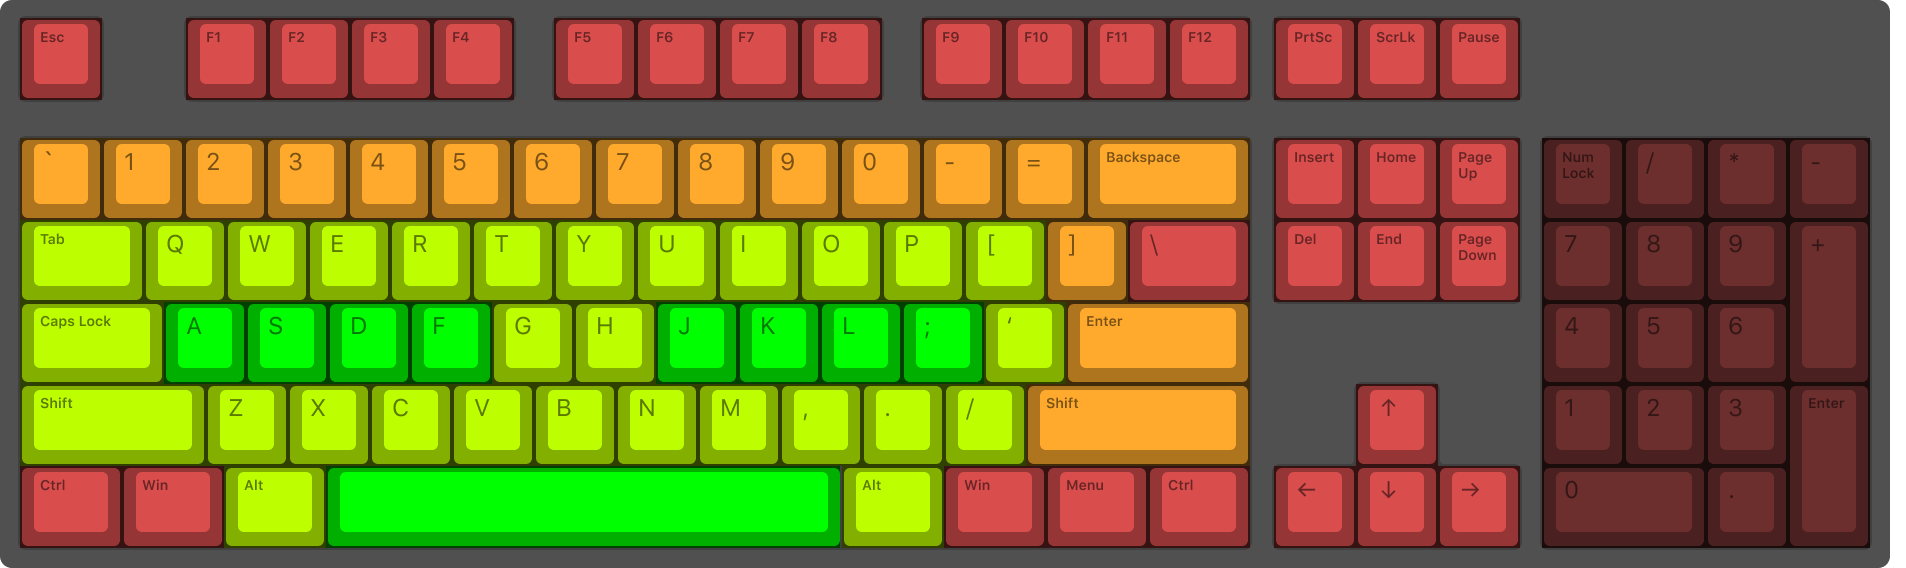 Esc F1 F2 F3 F4 F5 F6 F7 F8 F9 F10 F11 F12 PrtSc ScrLk Pause
` 1 2 3 4 5 6 7 8 9 0 - = Backspace Insert Home Page Up Num Lock / * -
Tab Q W E R T Y U I O P [ ] \ Del End Page Down 7 8 9 +
Caps Lock A S D F G H J K L ; ‘ Enter 4 5 6
Shift Z X C V B N M , . / Shift ↑ 1 2 3 Enter
Ctrl Win Alt Alt Win Menu Ctrl ← ↓ → 0 .